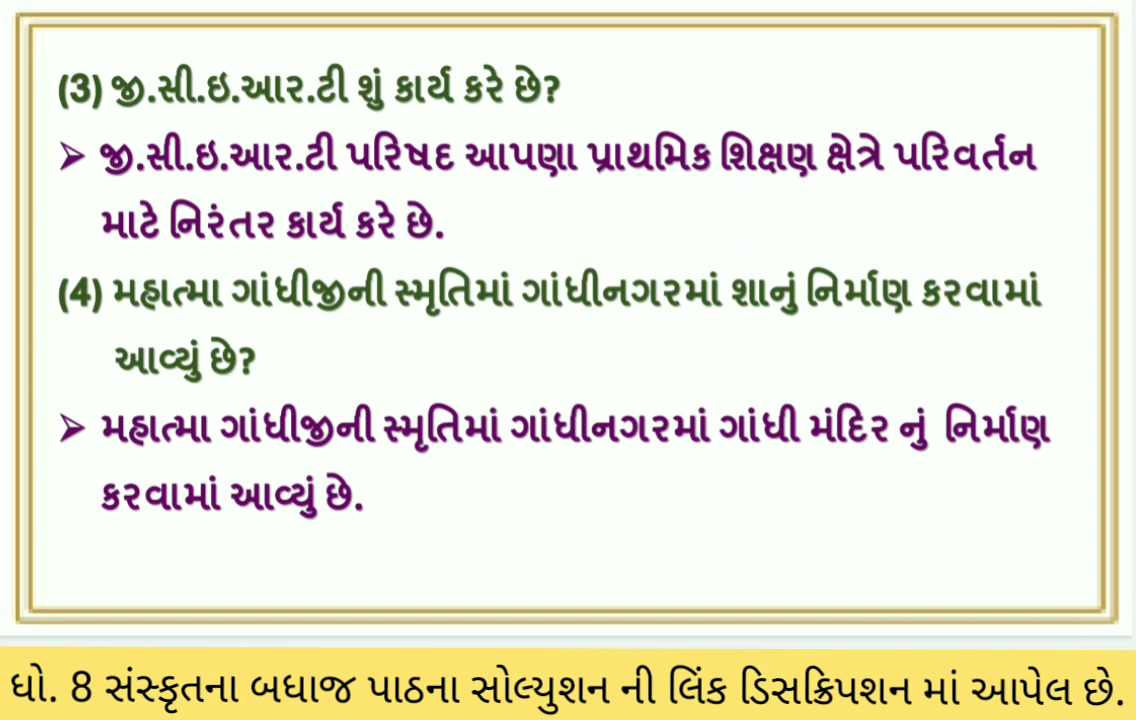 (3) જી.સી.ઇ.આર.ટી શું કાર્ય કરે છે?
➤ જી.સી.ઇ.આર.ટી પરિષદ આપણા પ્રાથમિક શિક્ષણ ક્ષેત્રે પરિવર્તન
માટે નિરંતર કાર્ય કરે છે.
(4) મહાત્મા ગાંધીજીની સ્મૃતિમાં ગાંધીનગરમાં શાનું નિર્માણ કરવામાં
આવ્યું છે?
➤ મહાત્મા ગાંધીજીની સ્મૃતિમાં ગાંધીનગરમાં ગાંધી મંદિર નું નિર્માણ
કરવામાં આવ્યું છે.
ધો. 8 સંસ્કૃતના બધાજ પાઠના સોલ્યુશન ની લિંક ડિસક્રિપશન માં આપેલ છે.